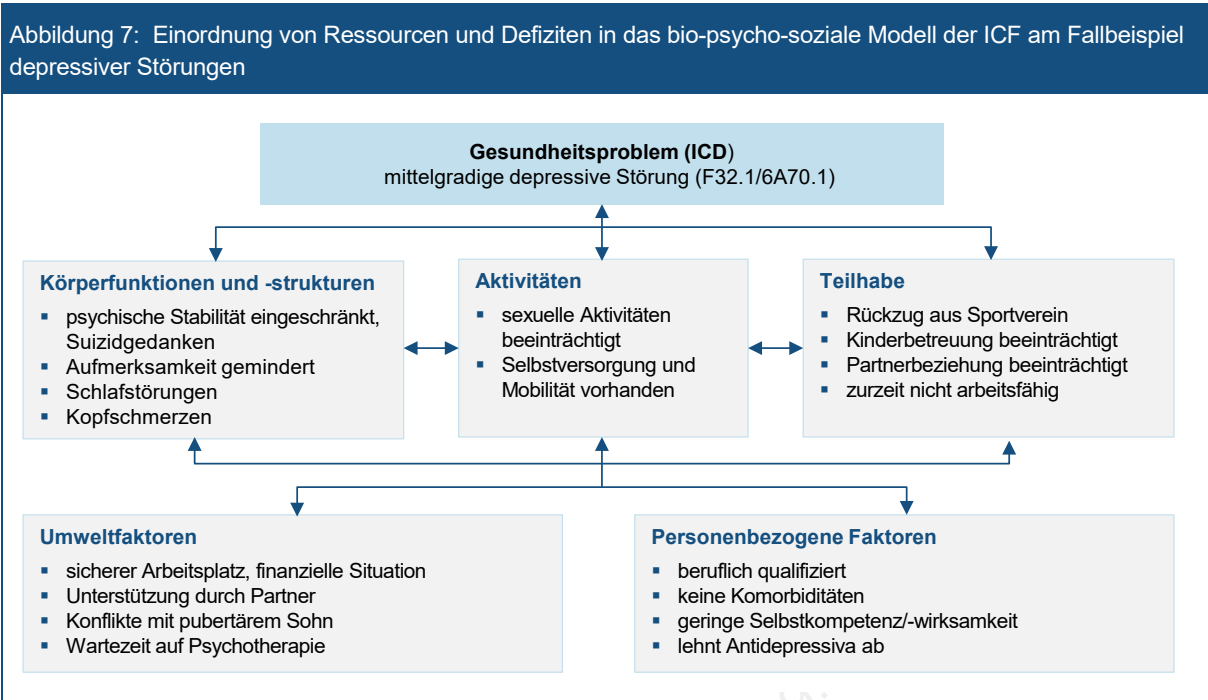 Abbildung 7: Einordnung von Ressourcen und Defiziten in das bio-psycho-soziale Modell der ICF am Fallbeispiel
depressiver Störungen
Gesundheitsproblem (ICD)
mittelgradige depressive Störung (F32.1/6A70.1)
Körperfunktionen und -strukturen
▪ psychische Stabilität eingeschränkt,
Suizidgedanken
▪ Aufmerksamkeit gemindert
▪ Schlafstörungen
▪ Kopfschmerzen
Aktivitäten
▪ sexuelle Aktivitäten
beeinträchtigt
▪ Selbstversorgung und
Mobilität vorhanden
Teilhabe
▪ Rückzug aus Sportverein
▪ Kinderbetreuung beeinträchtigt
▪ Partnerbeziehung beeinträchtigt
▪ zurzeit nicht arbeitsfähig
Umweltfaktoren
▪ sicherer Arbeitsplatz, finanzielle Situation
▪ Unterstützung durch Partner
▪ Konflikte mit pubertärem Sohn
▪ Wartezeit auf Psychotherapie
Personenbezogene Faktoren
▪ beruflich qualifiziert
▪ keine Komorbiditäten
▪ geringe Selbstkompetenz/-wirksamkeit
▪ lehnt Antidepressiva ab